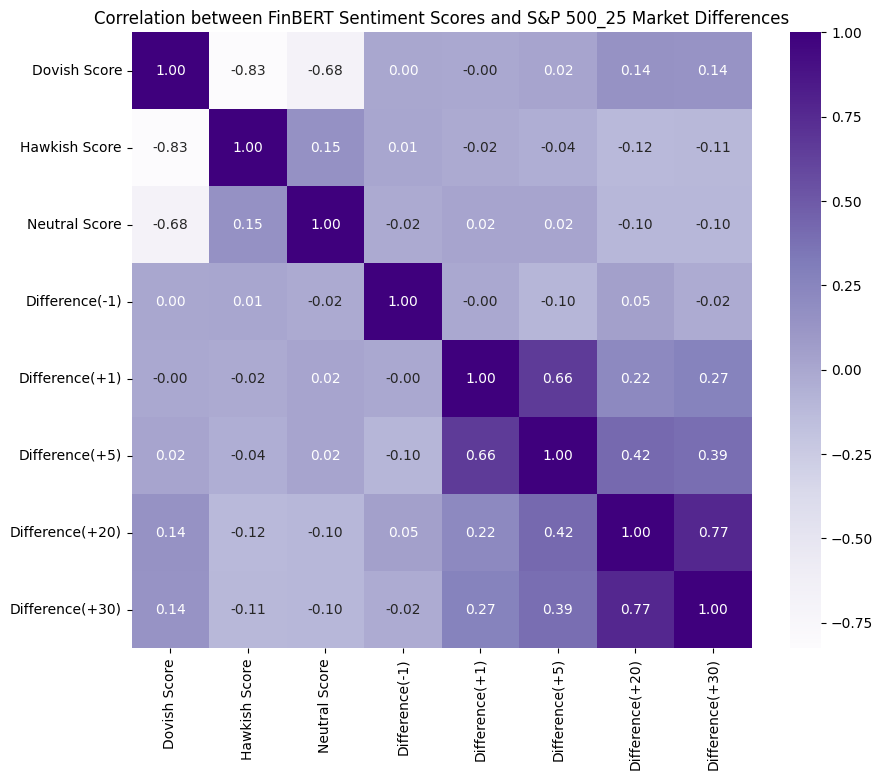 Correlation between FinBERT Sentiment Scores and S&P 500_25 Market Differences
Dovish Score 1.00 -0.83 -0.68 0.00 -0.00 0.02 0.14 0.14
Hawkish Score -0.83 1.00 0.15 0.01 -0.02 -0.04 -0.12 -0.11
Neutral Score -0.68 0.15 1.00 -0.02 0.02 0.02 -0.10 -0.10
Difference(-1) 0.00 0.01 -0.02 1.00 -0.00 -0.10 0.05 -0.02
Difference(+1) -0.00 -0.02 0.02 -0.00 1.00 0.66 0.22 0.27
Difference(+5) 0.02 -0.04 0.02 -0.10 0.66 1.00 0.42 0.39
Difference(+20) 0.14 -0.12 -0.10 0.05 0.22 0.42 1.00 0.77
Difference(+30) 0.14 -0.11 -0.10 -0.02 0.27 0.39 0.77 1.00
Dovish Score
Hawkish Score
Neutral Score
Difference(-1)
Difference(+1)
Difference(+5)
Difference(+20)
Difference(+30)
1.00
0.75
0.50
0.25
0.00
−0.25
−0.50
−0.75